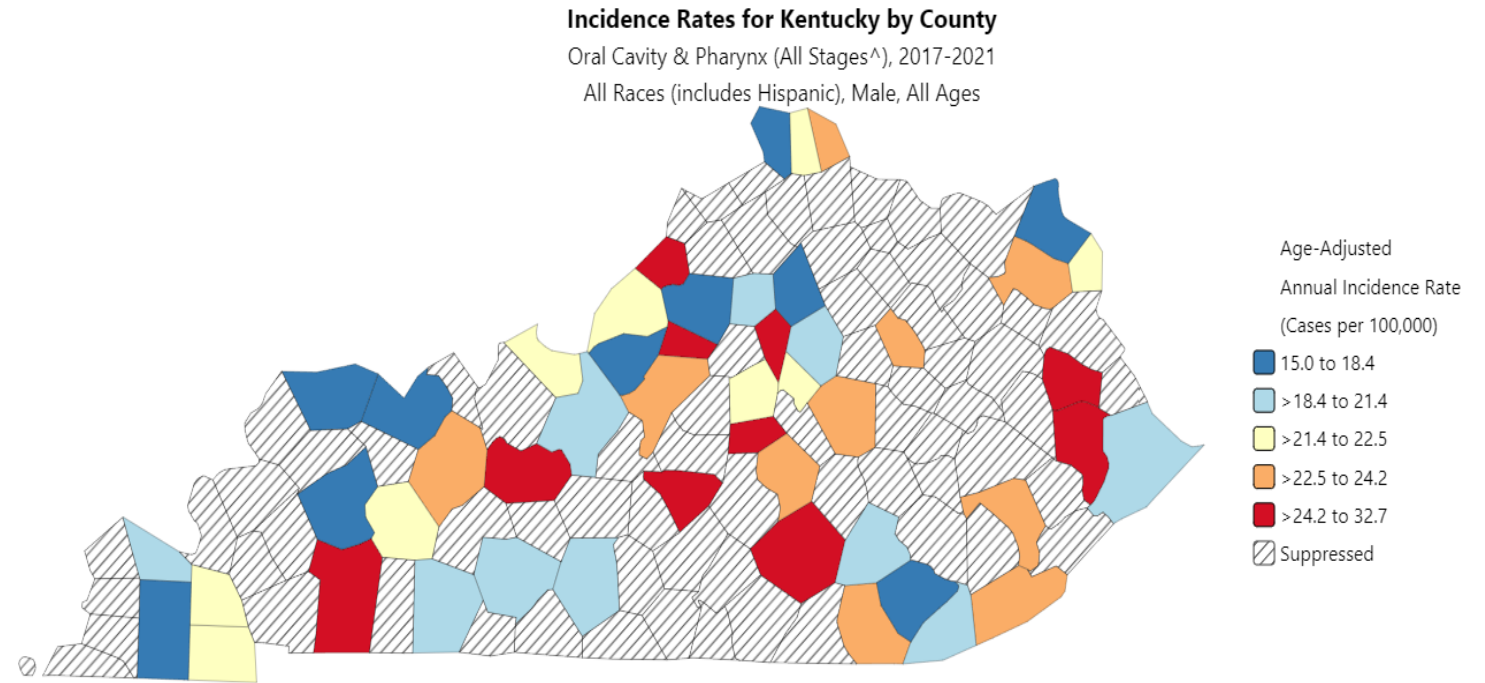 Incidence Rates for Kentucky by County
Oral Cavity & Pharynx (All Stages^), 2017-2021
All Races (includes Hispanic), Male, All Ages
Age-Adjusted
Annual Incidence Rate
(Cases per 100,000)
15.0 to 18.4
>18.4 to 21.4
>21.4 to 22.5
>22.5 to 24.2
>24.2 to 32.7
Suppressed